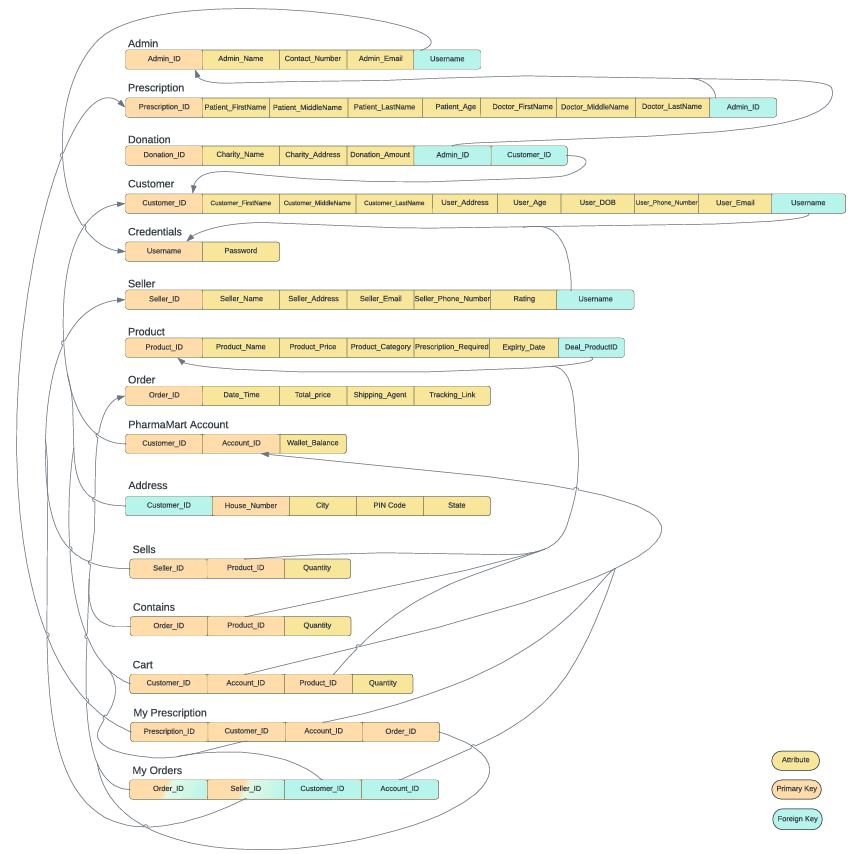 Admin
Admin_ID Admin_Name Contact_Number Admin_Email Username
Prescription
Prescription_ID Patient_FirstName Patient_MiddleName Patient_LastName Patient_Age Doctor_FirstName Doctor_MiddleName Doctor_LastName Admin_ID
Donation
Donation_ID Charity_Name Charity_Address Donation_Amount Admin_ID Customer_ID
Customer
Customer_ID Customer_FirstName Customer_MiddleName Customer_LastName User_Address User_Age User_DOB User_Phone_Number User_Email Username
Credentials
Username Password
Seller
Seller_ID Seller_Name Seller_Address Seller_Email Seller_Phone_Number Rating Username
Product
Product_ID Product_Name Product_Price Product_Category Prescription_Required Expirty_Date Deal_ProductID
Order
Order_ID Date_Time Total_price Shipping_Agent Tracking_Link
PharmaMart Account
Customer_ID Account_ID Wallet_Balance
Address
Customer_ID House_Number City PIN Code State
Sells
Seller_ID Product_ID Quantity
Contains
Order_ID Product_ID Quantity
Cart
Customer_ID Account_ID Product_ID Quantity
My Prescription
Prescription_ID Customer_ID Account_ID Order_ID
My Orders
Order_ID Seller_ID Customer_ID Account_ID
Attribute
Primary Key
Foreign Key